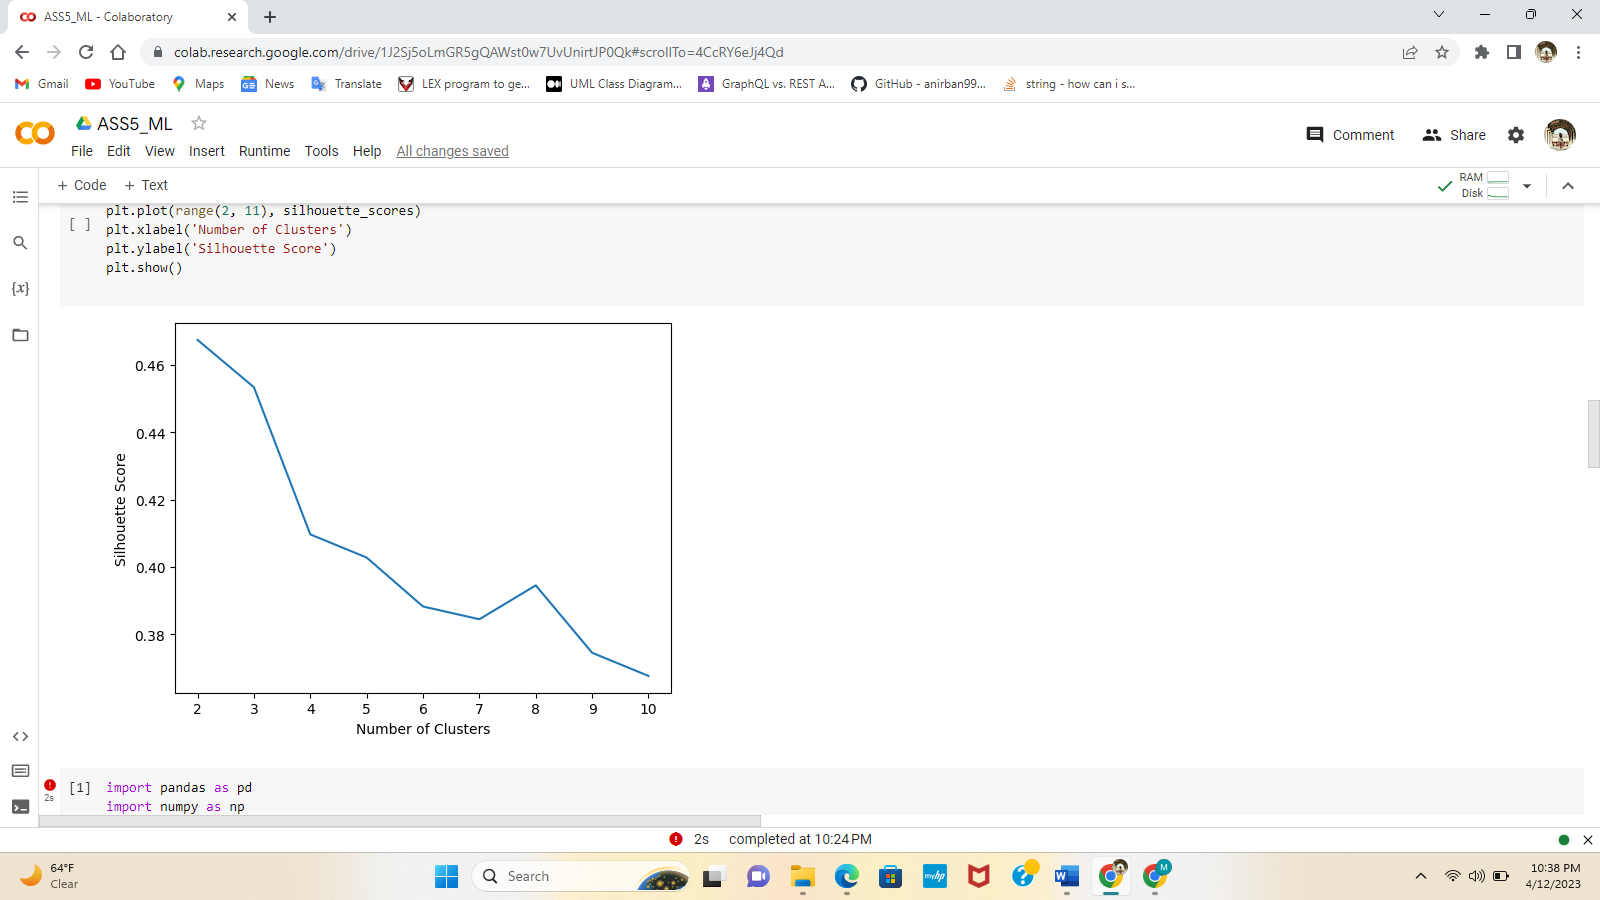 ASS5_ML - Colaboratory
colab.research.google.com/drive/1J2Sj5oLmGR5gQAWst0w7UvUnirtJP0Qk#scrollTo=4CcRY6eJj4Qd
Gmail YouTube Maps News Translate LEX program to ge... UML Class Diagram... GraphQL vs. REST A... GitHub - anirban99... string - how can i s...
ASS5_ML
Comment Share
File Edit View Insert Runtime Tools Help All changes saved
+ Code + Text
RAM
Disk
plt.plot(range(2, 11), silhouette_scores)
[ ]
plt.xlabel('Number of Clusters')
plt.ylabel('Silhouette Score')
plt.show()
{x}
0.46
0.44
0.42
0.40
0.38
Silhouette Score
2 3 4 5 6 7 8 9 10
Number of Clusters
[1] import pandas as pd
2s
import numpy as np
2s completed at 10:24 PM
64°F
Clear
Search
myhp
W
M
10:38 PM
4/12/2023